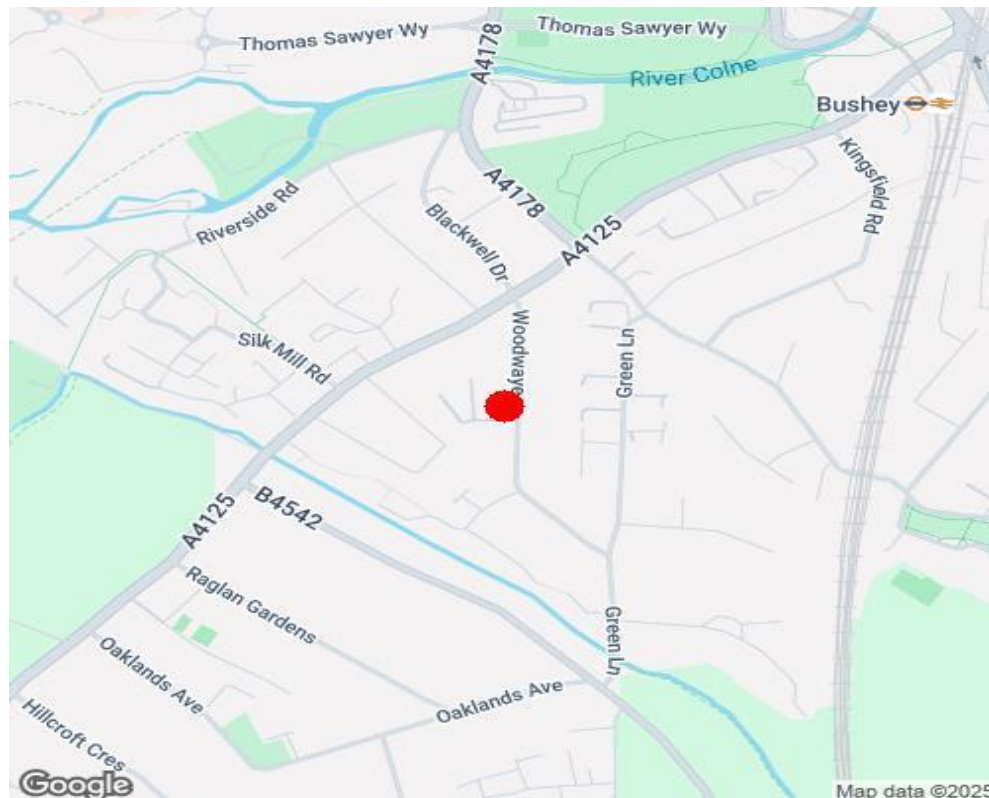 Thomas Sawyer Wy
A4178
Thomas Sawyer Wy
River Colne
Bushey
Kingsfield Rd
A4178
Riverside Rd
Blackwell Dr
A4125
Silk Mill Rd
Woodwaye
Green Ln
A4125
B4542
Raglan Gardens
Green Ln
Oaklands Ave
Oaklands Ave
Hillcroft Cres
Google
Map data ©2025